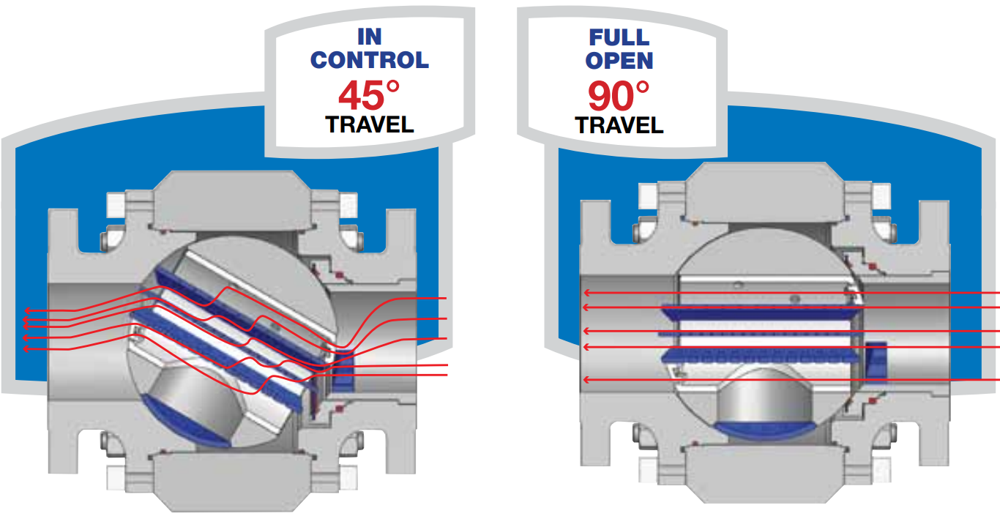 IN
CONTROL
45°
TRAVEL
FULL
OPEN
90°
TRAVEL